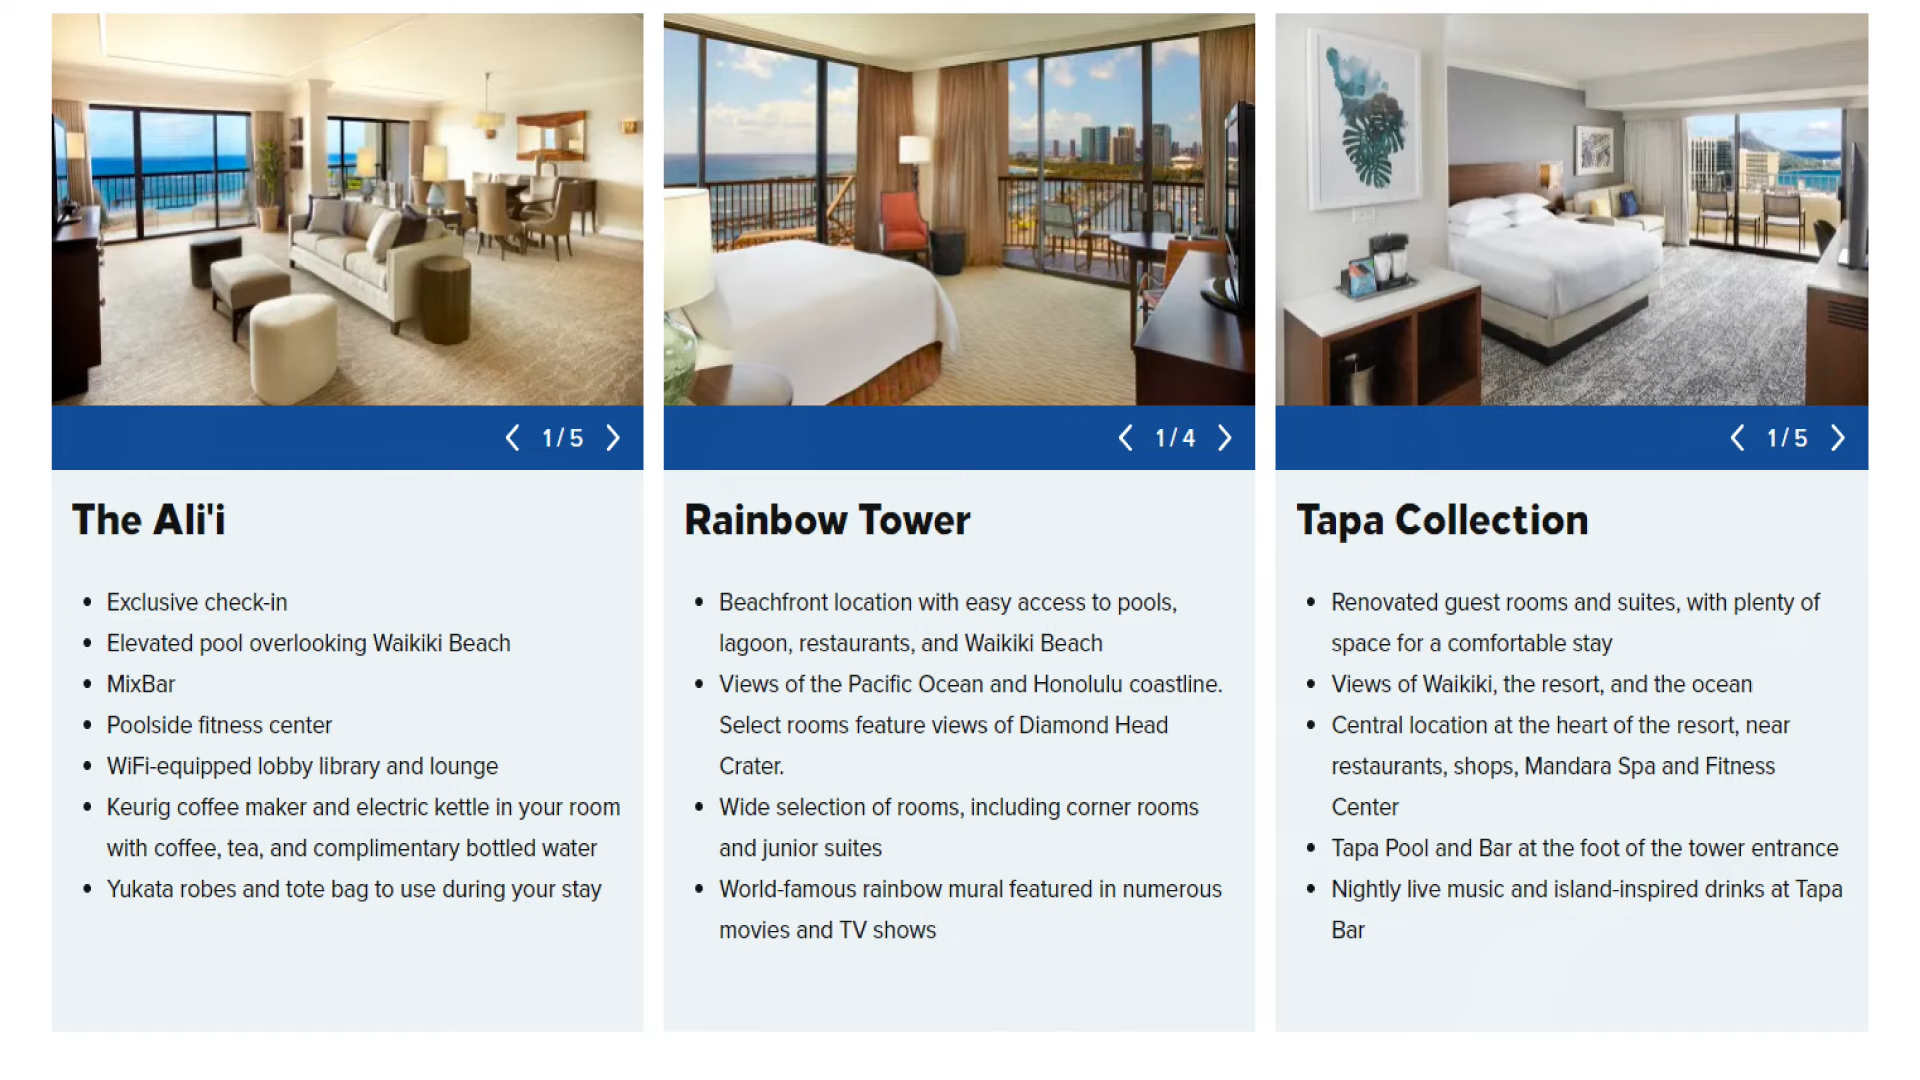 1/5
1/4
1/5
The Ali'i
Exclusive check-in
Elevated pool overlooking Waikiki Beach
MixBar
Poolside fitness center
WiFi-equipped lobby library and lounge
Keurig coffee maker and electric kettle in your room
with coffee, tea, and complimentary bottled water
Yukata robes and tote bag to use during your stay
Rainbow Tower
Beachfront location with easy access to pools,
lagoon, restaurants, and Waikiki Beach
Views of the Pacific Ocean and Honolulu coastline.
Select rooms feature views of Diamond Head
Crater.
Wide selection of rooms, including corner rooms
and junior suites
World-famous rainbow mural featured in numerous
movies and TV shows
Tapa Collection
Renovated guest rooms and suites, with plenty of
space for a comfortable stay
Views of Waikiki, the resort, and the ocean
Central location at the heart of the resort, near
restaurants, shops, Mandara Spa and Fitness
Center
Tapa Pool and Bar at the foot of the tower entrance
Nightly live music and island-inspired drinks at Tapa
Bar